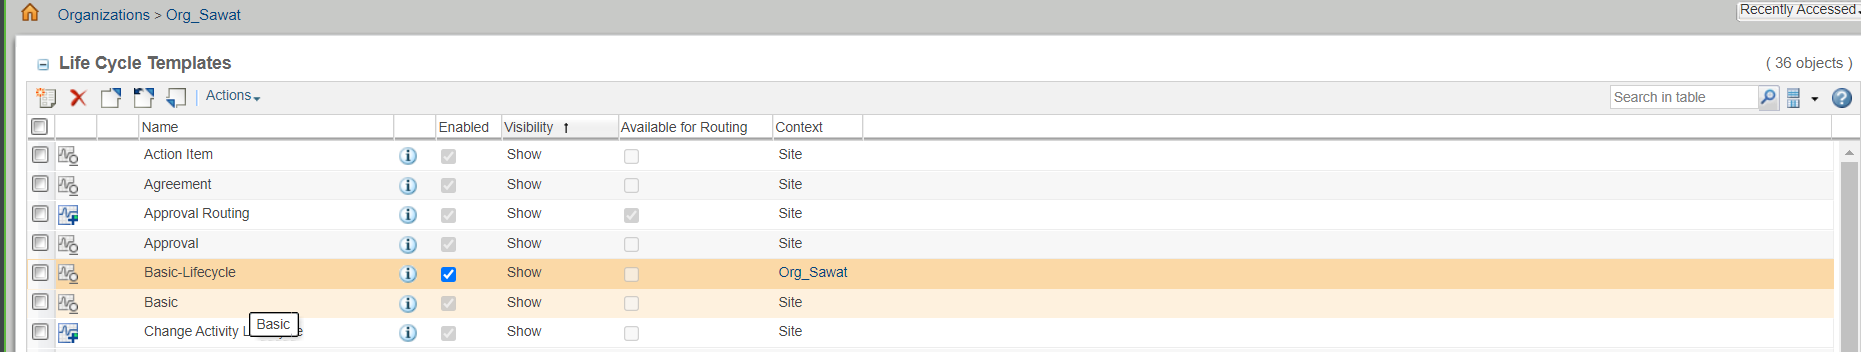 Organizations > Org_Sawat
Recently Accessed
Life Cycle Templates
( 36 objects )
Actions
Search in table
Name Enabled Visibility ↑ Available for Routing Context
Action Item Show Site
Agreement Show Site
Approval Routing Show Site
Approval Show Site
Basic-Lifecycle Show Org_Sawat
Basic Show Site
Change Activity L e Show Site
Basic